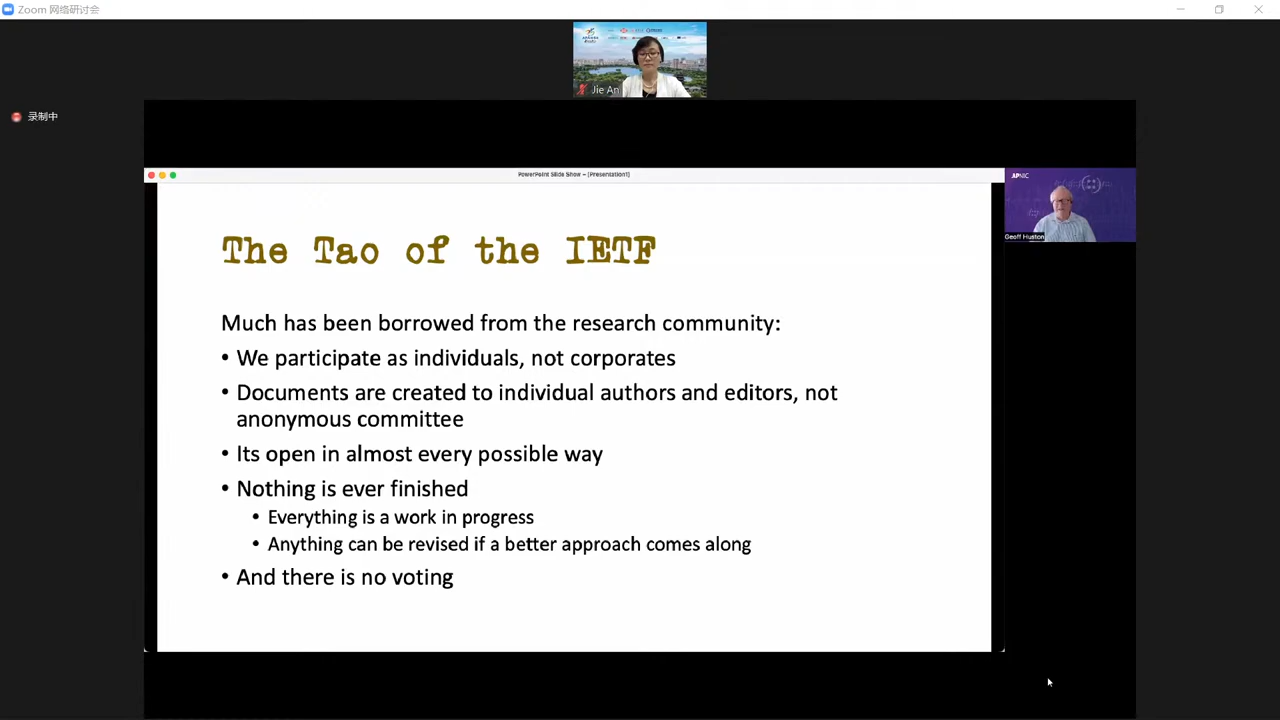 Zoom 网络研讨会
Jie An
录制中
PowerPoint Slide Show - [Presentation1]
APNIC
Geoff Huston
The Tao of the IETF
Much has been borrowed from the research community:
• We participate as individuals, not corporates
• Documents are created to individual authors and editors, not
anonymous committee
• Its open in almost every possible way
• Nothing is ever finished
• Everything is a work in progress
• Anything can be revised if a better approach comes along
• And there is no voting